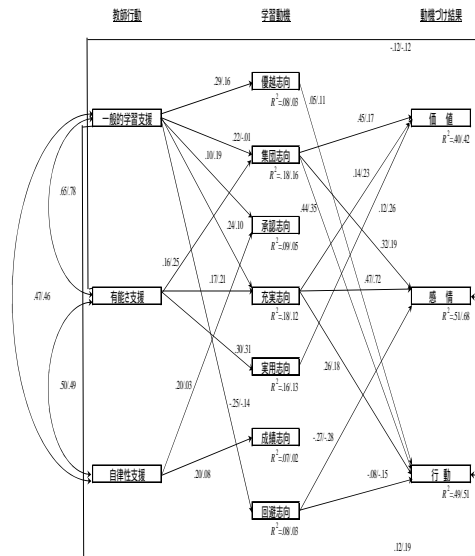 教師行動 学習動機 動機づけ結果
-.12/-.12
.29/.16 優越志向 .05/.11
R²=.08/.03
一般的学習支援 価 値
.22/-.01 .45/.17 R²=.40/.42
.10/.19 集団志向
R²=.18/.16 .14/.23
.65/.78 .44/.35 .12/.26
.24/.10 承認志向
R²=.09/.05 .32/.19
.16/.25
.17/.21 .47/.72
.47/.46 有能さ支援 充実志向 感 情
R²=.18/.12 R²=.51/.68
.30/.31 .26/.18
実用志向
.50/.49 .20/.03 R²=.16/.13
-.25/-.14
成績志向 -.27/-.28
R²=.07/.02
自律性支援 .20/.08 -.08/-.15 行 動
R²=.49/.51
回避志向
R²=.08/.03
.12/.19